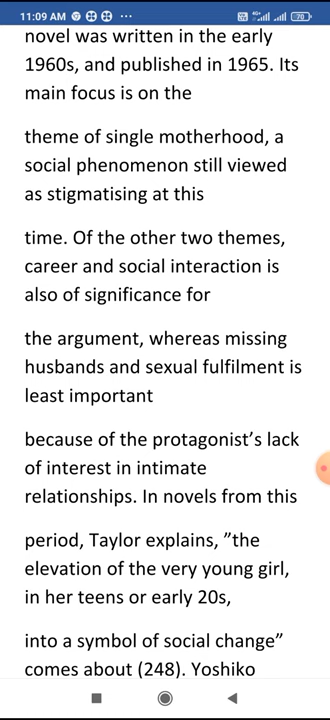 11:09 AM
4G+
70
novel was written in the early
1960s, and published in 1965. Its
main focus is on the
theme of single motherhood, a
social phenomenon still viewed
as stigmatising at this
time. Of the other two themes,
career and social interaction is
also of significance for
the argument, whereas missing
husbands and sexual fulfilment is
least important
because of the protagonist’s lack
of interest in intimate
relationships. In novels from this
period, Taylor explains, ”the
elevation of the very young girl,
in her teens or early 20s,
into a symbol of social change”
comes about (248). Yoshiko